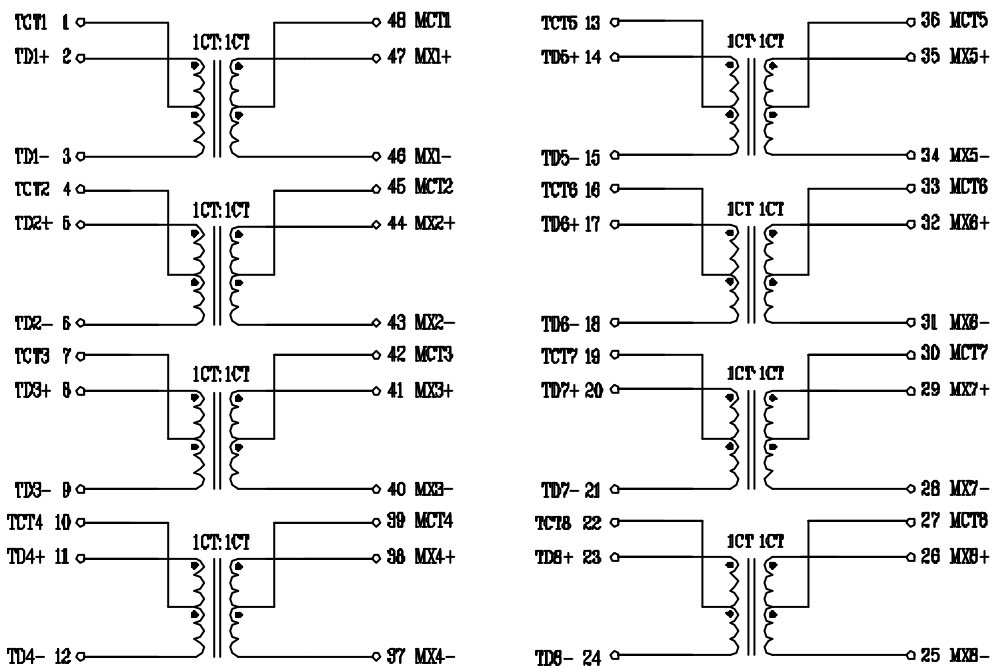 TCT1 1 48 MCT1
1CT:1CT
TD1+ 2 47 MX1+
TD1- 3 46 MX1-
TCT2 4 45 MCT2
1CT:1CT
TD2+ 5 44 MX2+
TD2- 6 43 MX2-
TCT3 7 42 MCT3
1CT:1CT
TD3+ 8 41 MX3+
TD3- 9 40 MX3-
TCT4 10 39 MCT4
1CT:1CT
TD4+ 11 38 MX4+
TD4- 12 37 MX4-
TCT5 13 36 MCT5
1CT 1CT
TD5+ 14 35 MX5+
TD5- 15 34 MX5-
TCT6 16 33 MCT6
1CT 1CT
TD6+ 17 32 MX6+
TD6- 18 31 MX6-
TCT7 19 30 MCT7
1CT 1CT
TD7+ 20 29 MX7+
TD7- 21 28 MX7-
TCT8 22 27 MCT8
1CT 1CT
TD8+ 23 26 MX8+
TD8- 24 25 MX8-